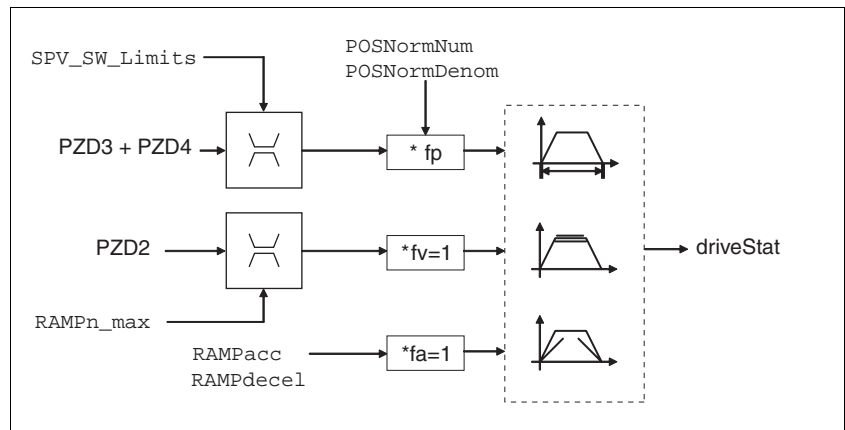 SPV_SW_Limits
POSNormNum
POSNormDenom
PZD3 + PZD4
* fp
PZD2
*fv=1
driveStat
RAMPn_max
RAMPacc
RAMPdecel
*fa=1